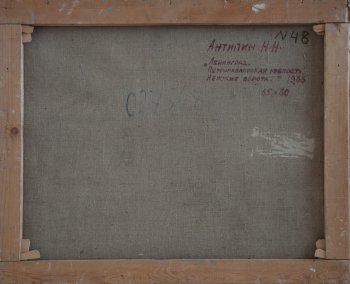 N48
Антипин Н.Н.
„Ленинград.
Петропавловская крепость
Невские ворота." 1986
65×80